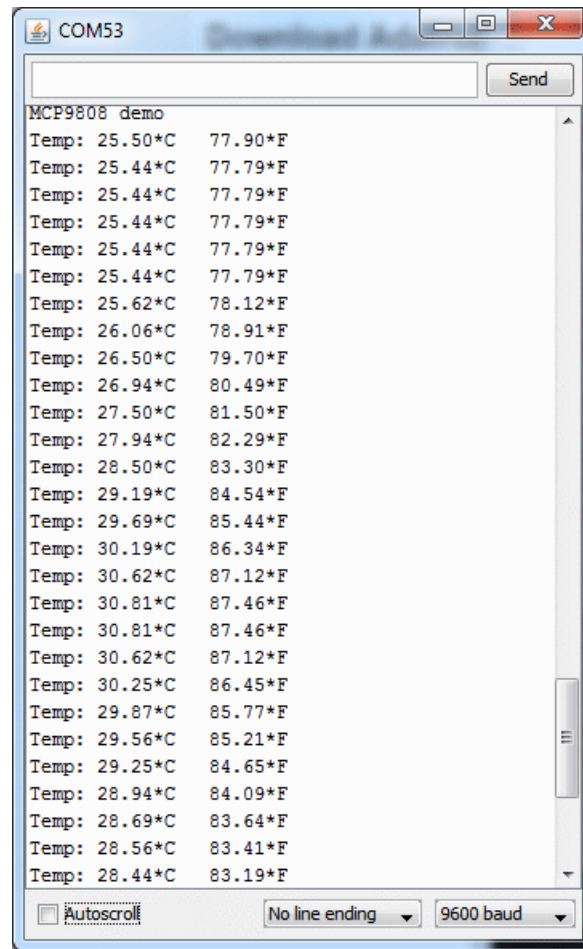 COM53
Send
MCP9808 demo
Temp: 25.50*C 77.90*F
Temp: 25.44*C 77.79*F
Temp: 25.44*C 77.79*F
Temp: 25.44*C 77.79*F
Temp: 25.44*C 77.79*F
Temp: 25.44*C 77.79*F
Temp: 25.62*C 78.12*F
Temp: 26.06*C 78.91*F
Temp: 26.50*C 79.70*F
Temp: 26.94*C 80.49*F
Temp: 27.50*C 81.50*F
Temp: 27.94*C 82.29*F
Temp: 28.50*C 83.30*F
Temp: 29.19*C 84.54*F
Temp: 29.69*C 85.44*F
Temp: 30.19*C 86.34*F
Temp: 30.62*C 87.12*F
Temp: 30.81*C 87.46*F
Temp: 30.81*C 87.46*F
Temp: 30.62*C 87.12*F
Temp: 30.25*C 86.45*F
Temp: 29.87*C 85.77*F
Temp: 29.56*C 85.21*F
Temp: 29.25*C 84.65*F
Temp: 28.94*C 84.09*F
Temp: 28.69*C 83.64*F
Temp: 28.56*C 83.41*F
Temp: 28.44*C 83.19*F
Autoscroll No line ending 9600 baud